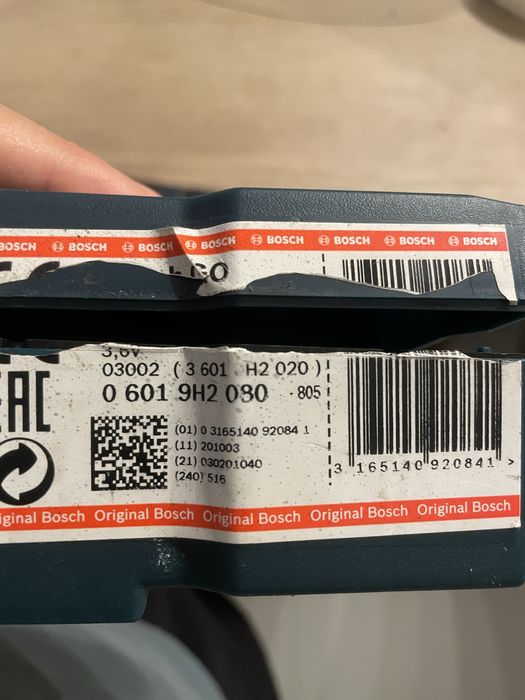 BOSCH BOSCH BOSCH BOSCH BOSCH BOSCH BOSCH BOSCH
GO
3,6V
03002 ( 3 601 H2 020 )
0 601 9H2 080 · 805
EAC
(01) 0 3165140 92084 1
(11) 201003
(21) 030201040
(240) 516
3 165140 920841 >
Original Bosch Original Bosch Original Bosch Original Bosch Original Bosch